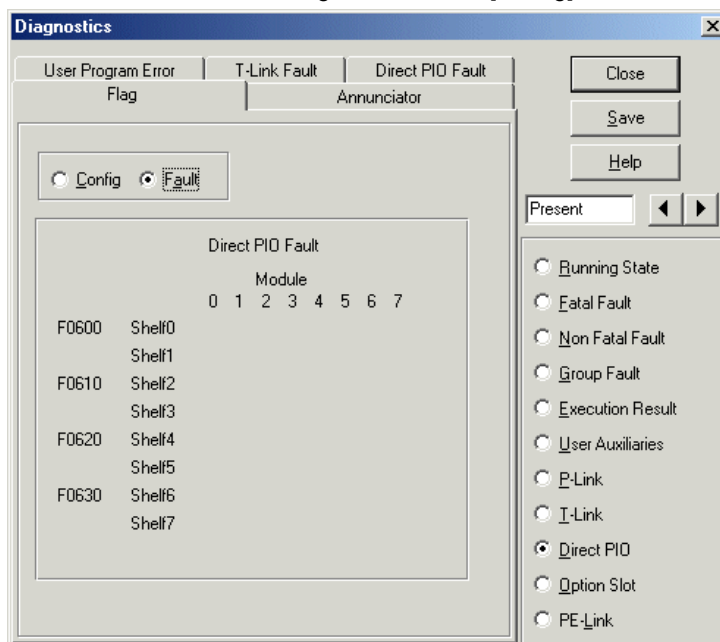 Diagnostics
User Program Error
T-Link Fault
Direct PIO Fault
Flag
Annunciator
Config
Fault
Direct PIO Fault
Module
0 1 2 3 4 5 6 7
F0600 Shelf0
Shelf1
F0610 Shelf2
Shelf3
F0620 Shelf4
Shelf5
F0630 Shelf6
Shelf7
Close
Save
Help
Present
Running State
Fatal Fault
Non Fatal Fault
Group Fault
Execution Result
User Auxiliaries
P-Link
T-Link
Direct PIO
Option Slot
PE-Link